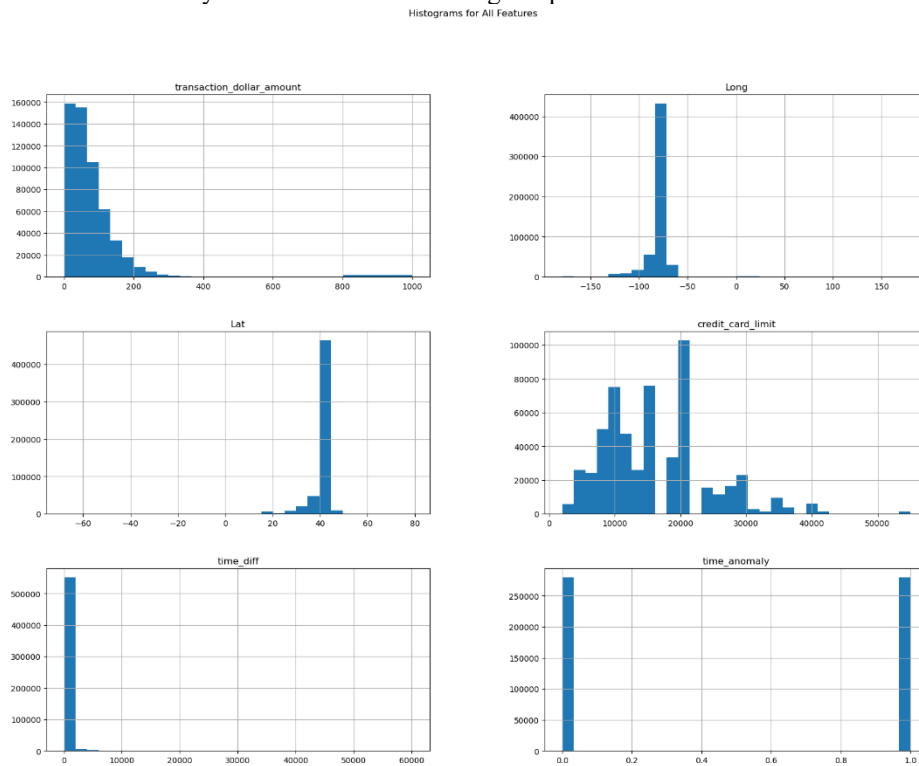 Histograms for All Features
transaction_dollar_amount
160000
140000
120000
100000
80000
60000
40000
20000
0
0 200 400 600 800 1000
Long
400000
300000
200000
100000
0
−150 −100 −50 0 50 100 150
Lat
400000
300000
200000
100000
0
−60 −40 −20 0 20 40 60 80
credit_card_limit
100000
80000
60000
40000
20000
0
0 10000 20000 30000 40000 50000
time_diff
500000
400000
300000
200000
100000
0
0 10000 20000 30000 40000 50000 60000
time_anomaly
250000
200000
150000
100000
50000
0
0.0 0.2 0.4 0.6 0.8 1.0